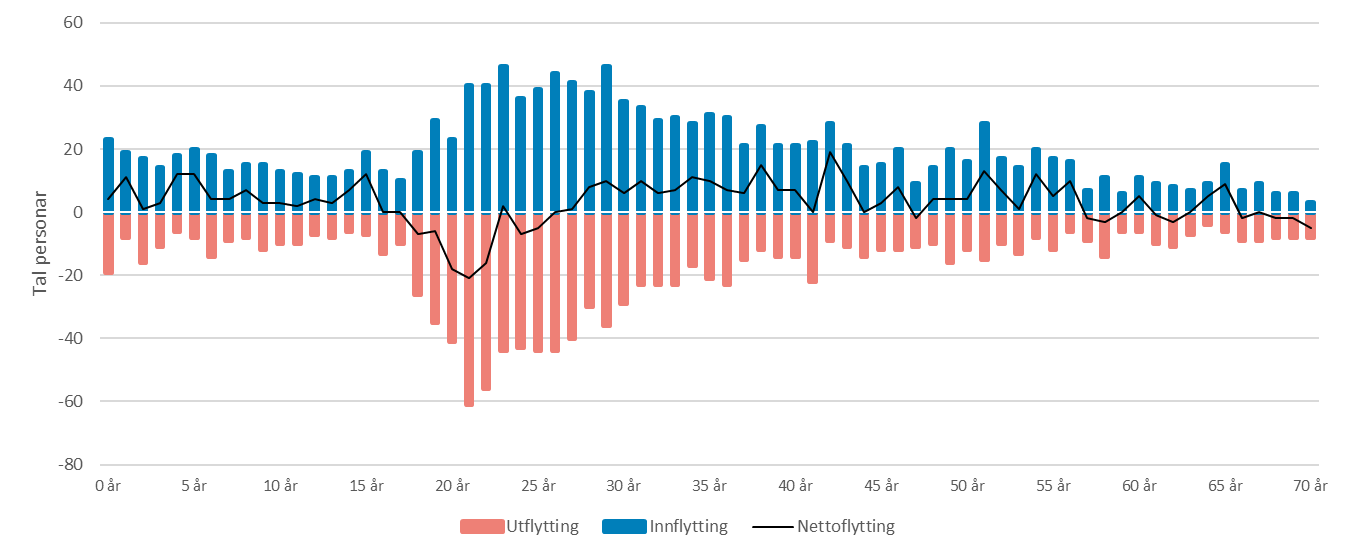 60
40
20
0
-20
-40
-60
-80
Tal personar
0 år 5 år 10 år 15 år 20 år 25 år 30 år 35 år 40 år 45 år 50 år 55 år 60 år 65 år 70 år
Utflytting Innflytting Nettoflytting